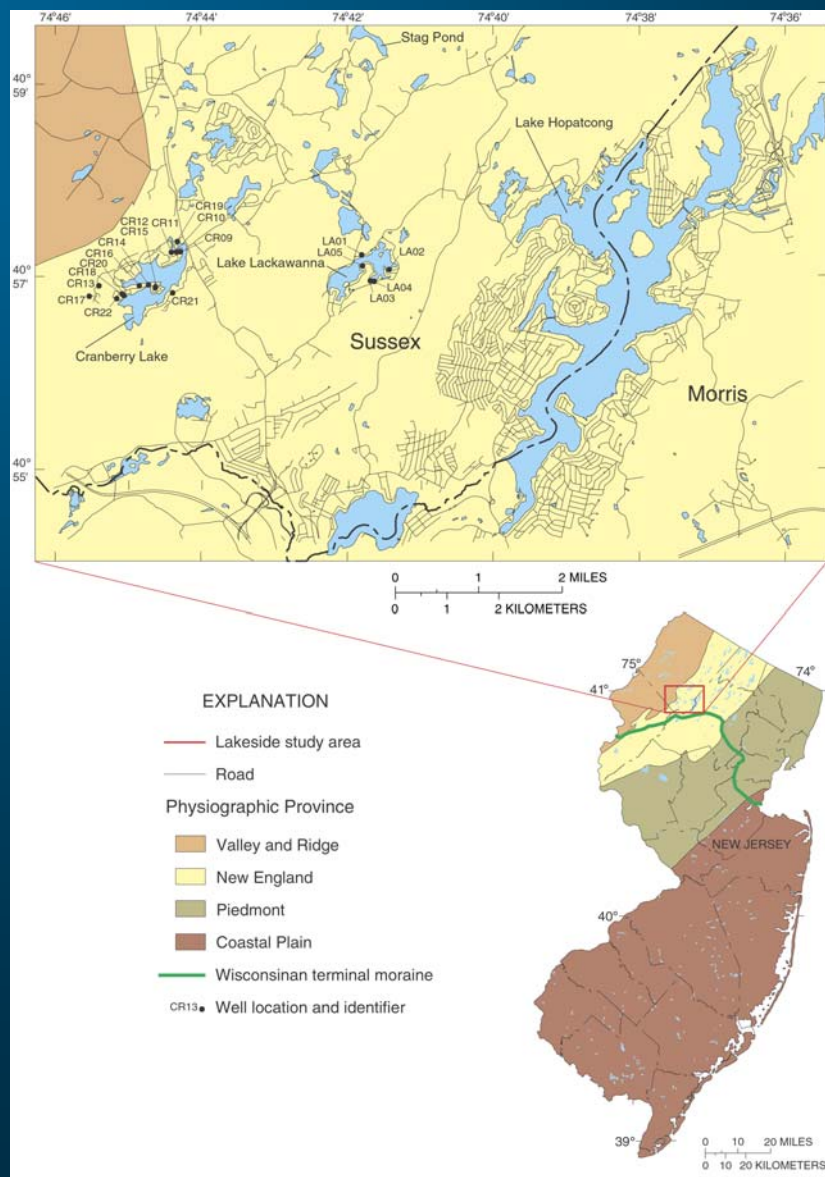 74°46' 74°44' 74°42' 74°40' 74°38' 74°36'
40°
59'
Stag Pond
Lake Hopatcong
CR19
CR10
CR12 CR11
CR15
CR14
CR09
CR16
CR20
CR18
CR13
CR17
CR22
CR21
Cranberry Lake
LA01
LA05
LA02
Lake Lackawanna
LA04
LA03
40°
57'
Sussex
Morris
40°
55'
0 1 2 MILES
0 1 2 KILOMETERS
75°
74°
41°
EXPLANATION
Lakeside study area
Road
Physiographic Province
Valley and Ridge
New England
Piedmont
Coastal Plain
Wisconsinan terminal moraine
CR13 Well location and identifier
NEW JERSEY
40°
39°
0 10 20 MILES
0 10 20 KILOMETERS